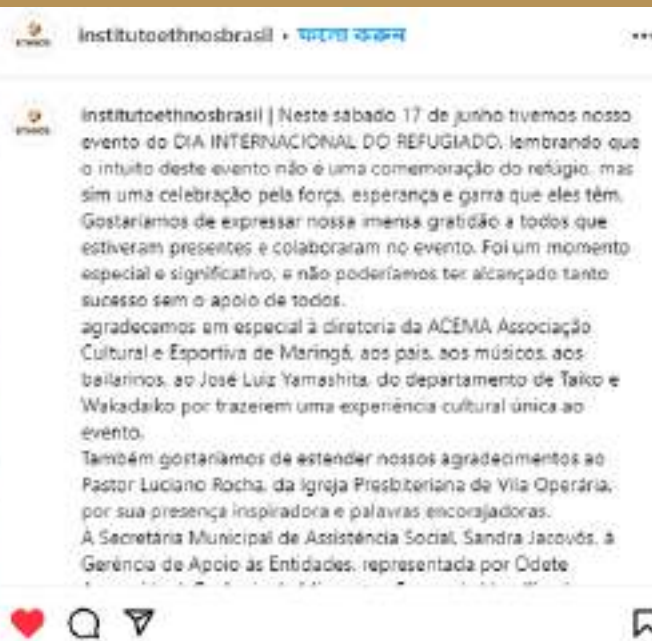 institutoethnosbrasil • ফলো করুন
institutoethnosbrasil | Neste sábado 17 de junho tivemos nosso
evento do DIA INTERNACIONAL DO REFUGIADO, lembrando que
o intuito deste evento não é uma comemoração do refúgio, mas
sim uma celebração pela força, esperança e garra que eles têm.
Gostaríamos de expressar nossa imensa gratidão a todos que
estiveram presentes e colaboraram no evento. Foi um momento
especial e significativo, e não poderíamos ter alcançado tanto
sucesso sem o apoio de todos.
agradecemos em especial à diretoria da ACEMA Associação
Cultural e Esportiva de Maringá, aos pais, aos músicos, aos
bailarinos, ao José Luiz Yamashita, do departamento de Taiko e
Wakadaiko por trazerem uma experiência cultural única ao
evento.
Também gostaríamos de estender nossos agradecimentos ao
Pastor Luciano Rocha, da Igreja Presbiteriana de Vila Operária,
por sua presença inspiradora e palavras encorajadoras.
À Secretária Municipal de Assistência Social, Sandra Jacovós, à
Gerência de Apoio às Entidades, representada por Odete